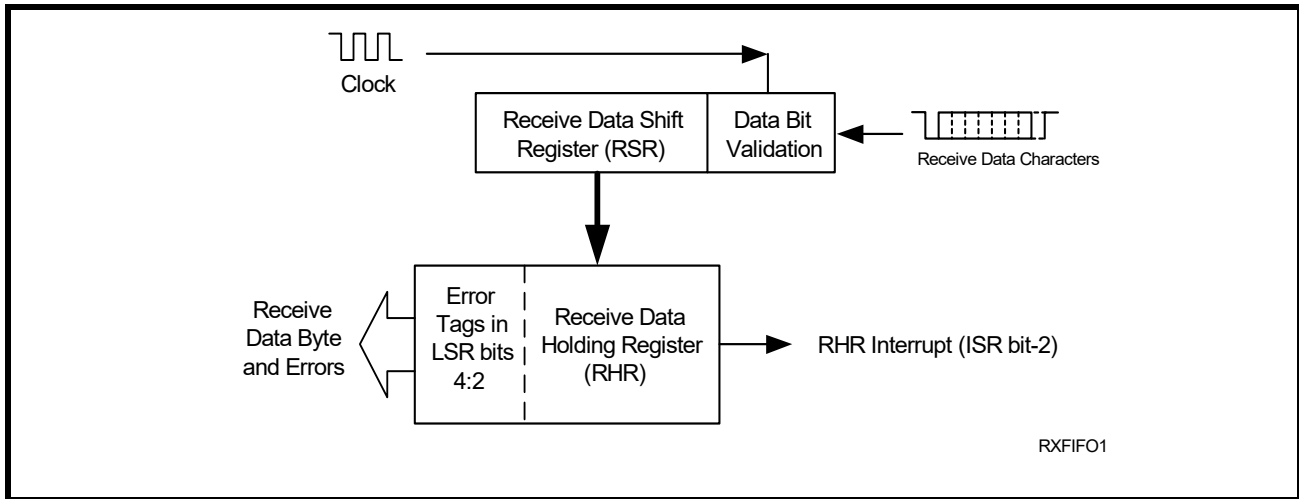 Clock
Receive Data Shift
Register (RSR)
Data Bit
Validation
Receive Data Characters
Receive
Data Byte
and Errors
Error
Tags in
LSR bits
4:2
Receive Data
Holding Register
(RHR)
RHR Interrupt (ISR bit-2)
RXFIFO1